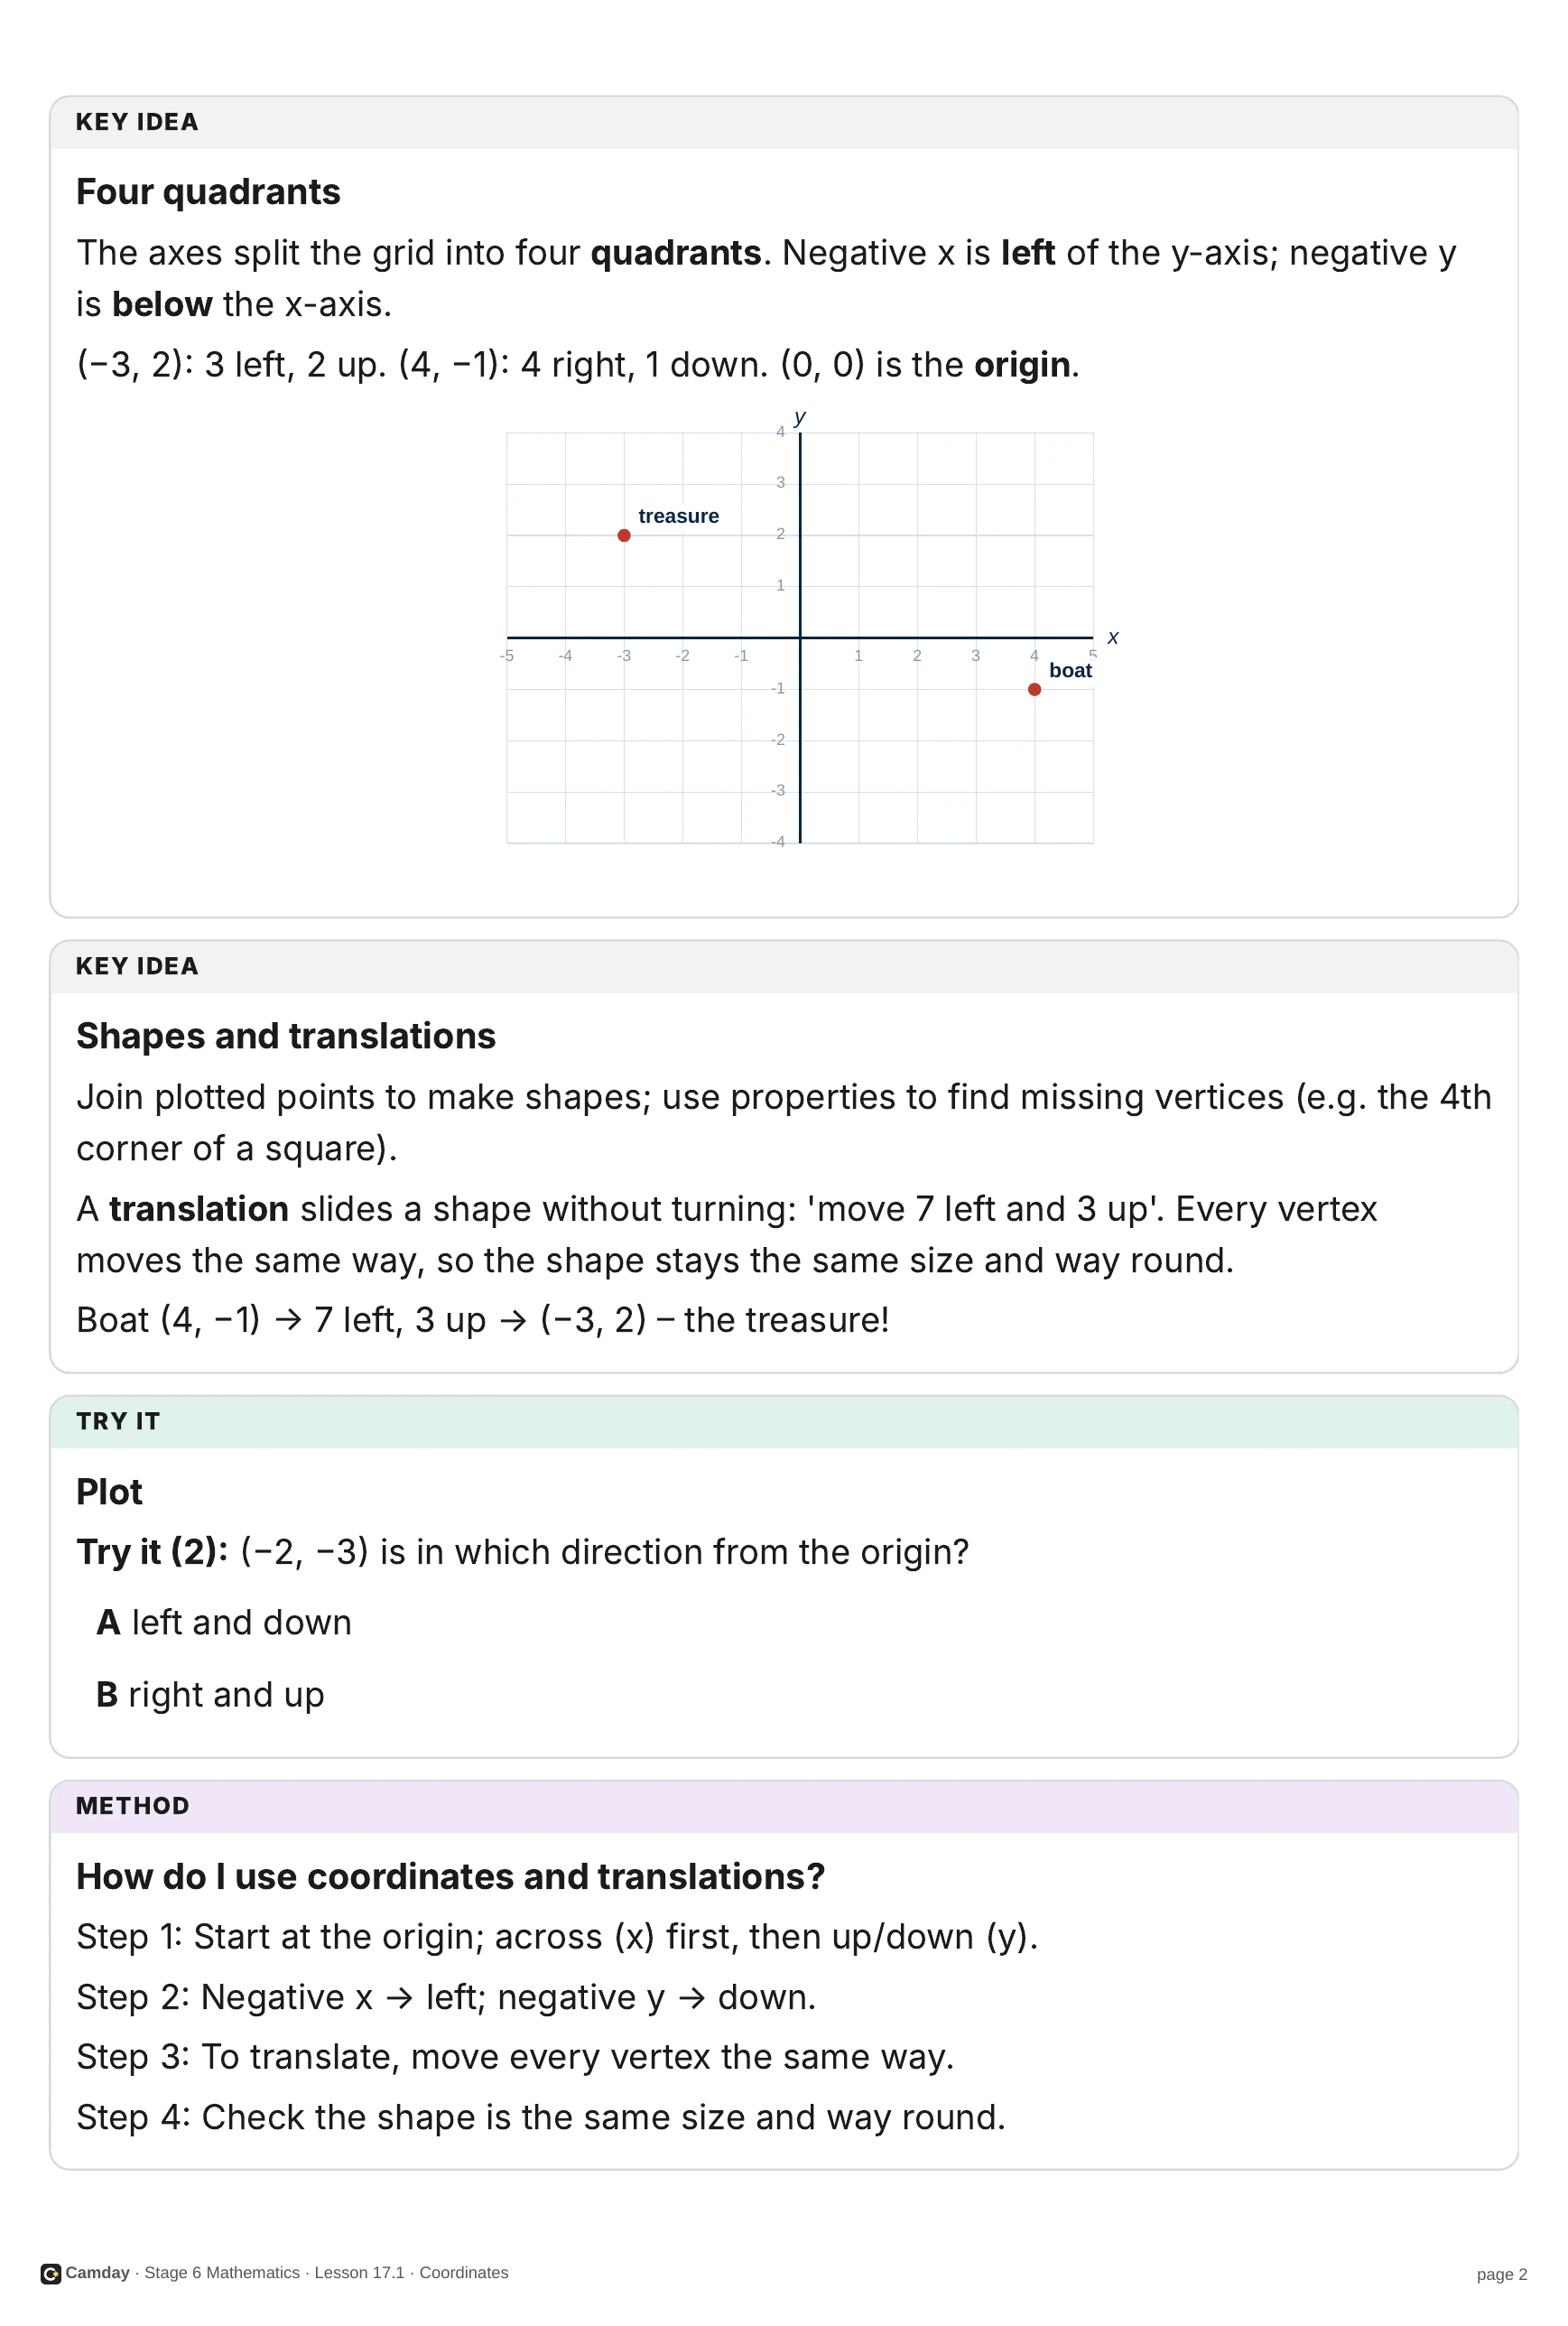 KEY IDEA
Four quadrants
The axes split the grid into four quadrants. Negative x is left of the y-axis; negative y
is below the x-axis.
(−3, 2): 3 left, 2 up. (4, −1): 4 right, 1 down. (0, 0) is the origin.
y
4
3
treasure
2
1
x
-5 -4 -3 -2 -1 1 2 3 4 5
boat
-1
-2
-3
-4
KEY IDEA
Shapes and translations
Join plotted points to make shapes; use properties to find missing vertices (e.g. the 4th
corner of a square).
A translation slides a shape without turning: 'move 7 left and 3 up'. Every vertex
moves the same way, so the shape stays the same size and way round.
Boat (4, −1) → 7 left, 3 up → (−3, 2) – the treasure!
TRY IT
Plot
Try it (2): (−2, −3) is in which direction from the origin?
A left and down
B right and up
METHOD
How do I use coordinates and translations?
Step 1: Start at the origin; across (x) first, then up/down (y).
Step 2: Negative x → left; negative y → down.
Step 3: To translate, move every vertex the same way.
Step 4: Check the shape is the same size and way round.
Camday · Stage 6 Mathematics · Lesson 17.1 · Coordinates
page 2